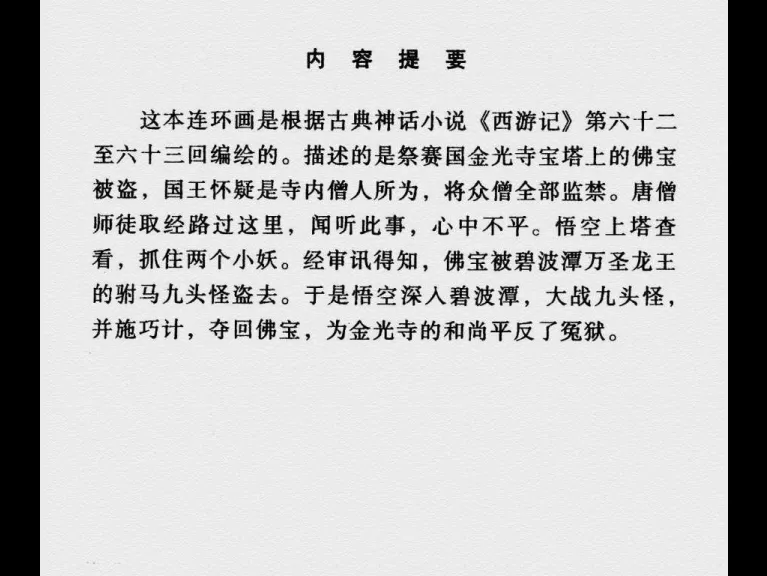 内 容 提 要
这本连环画是根据古典神话小说《西游记》第六十二
至六十三回编绘的。描述的是祭赛国金光寺宝塔上的佛宝
被盗，国王怀疑是寺内僧人所为，将众僧全部监禁。唐僧
师徒取经路过这里，闻听此事，心中不平。悟空上塔查
看，抓住两个小妖。经审讯得知，佛宝被碧波潭万圣龙王
的驸马九头怪盗去。于是悟空深入碧波潭，大战九头怪，
并施巧计，夺回佛宝，为金光寺的和尚平反了冤狱。